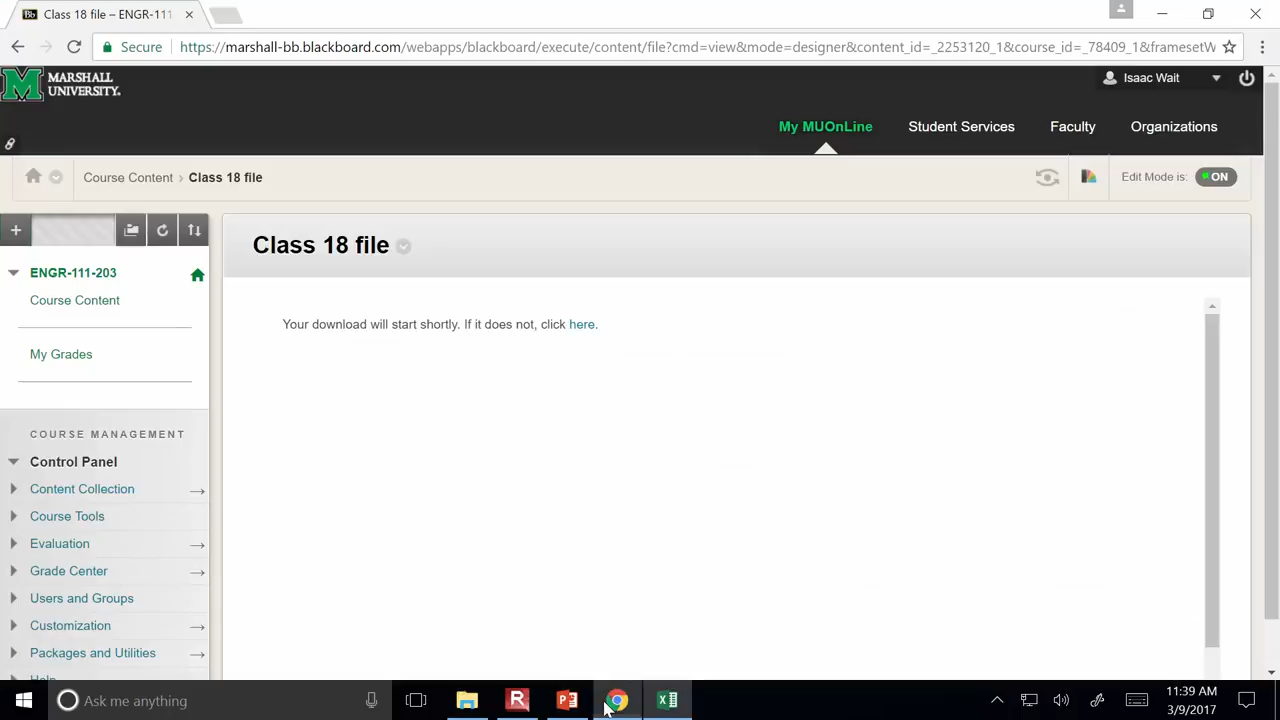 Class 18 file – ENGR-111
Secure
https://marshall-bb.blackboard.com/webapps/blackboard/execute/content/file?cmd=view&mode=designer&content_id=_2253120_1&course_id=_78409_1&framesetW
MARSHALL
UNIVERSITY.
Isaac Wait
My MUOnLine
Student Services
Faculty
Organizations
Course Content > Class 18 file
Edit Mode is: ON
Class 18 file
ENGR-111-203
Course Content
Your download will start shortly. If it does not, click here.
My Grades
COURSE MANAGEMENT
Control Panel
Content Collection
Course Tools
Evaluation
Grade Center
Users and Groups
Customization
Packages and Utilities
Help
Ask me anything
11:39 AM
3/9/2017